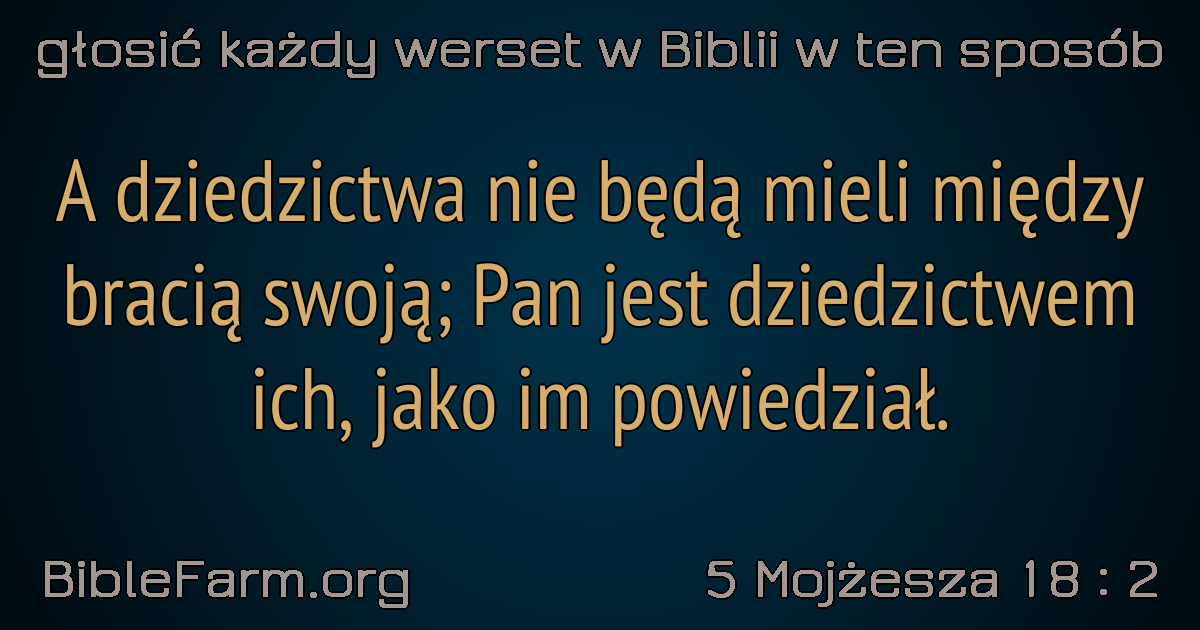 głosić każdy werset w Biblii w ten sposób
A dziedzictwa nie będą mieli między
bracią swoją; Pan jest dziedzictwem
ich, jako im powiedział.
BibleFarm.org
5 Mojżesza 18 : 2